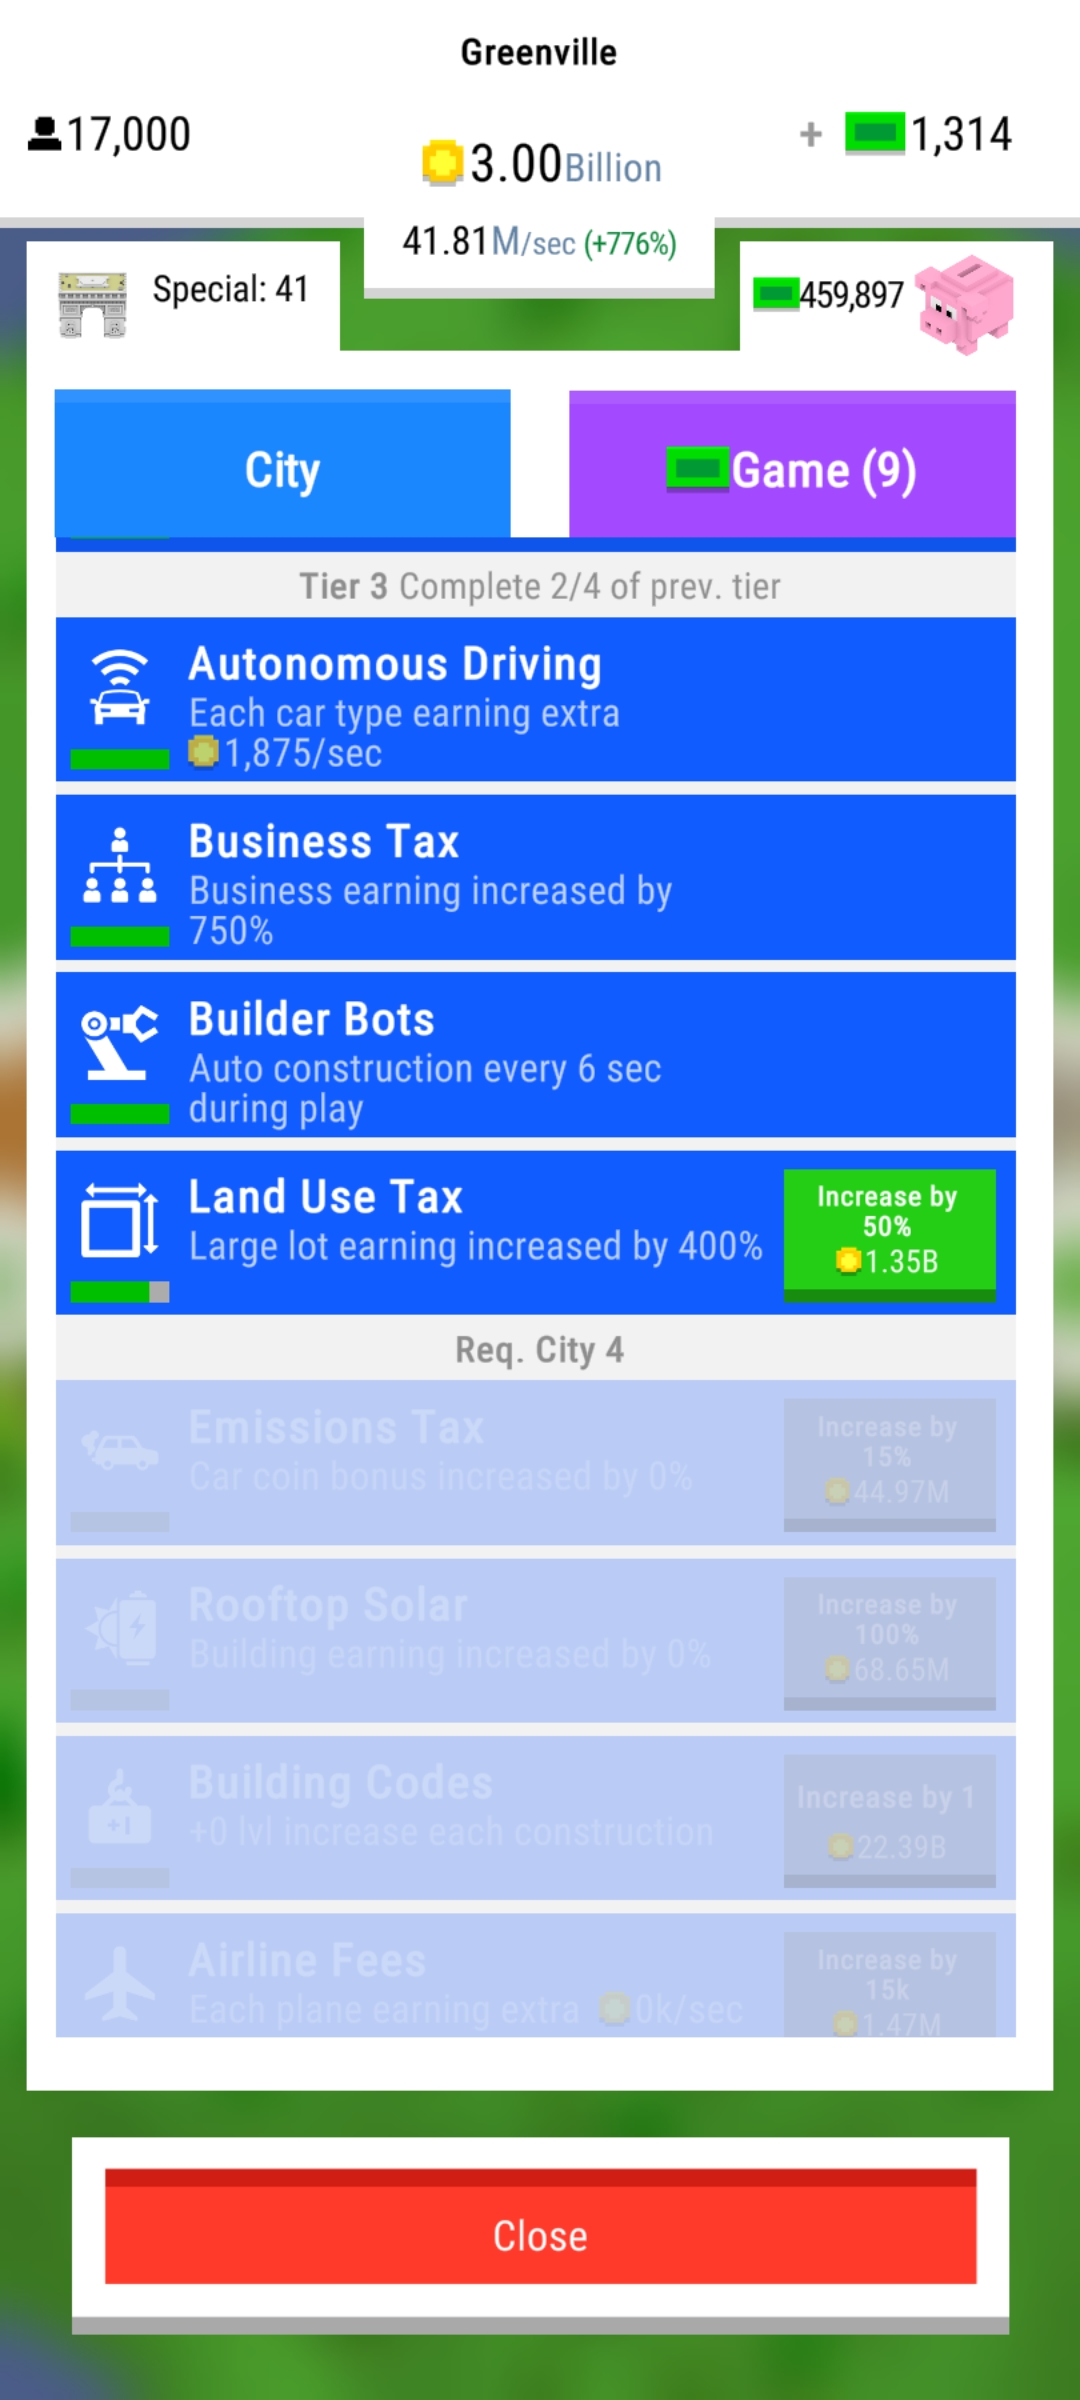 Greenville
17,000
3.00Billion
+ 1,314
41.81M/sec (+776%)
Special: 41
459,897
City
Game (9)
Tier 3 Complete 2/4 of prev. tier
Autonomous Driving
Each car type earning extra
1,875/sec
Business Tax
Business earning increased by
750%
Builder Bots
Auto construction every 6 sec
during play
Land Use Tax
Large lot earning increased by 400%
Increase by
50%
1.35B
Req. City 4
Emissions Tax
Car coin bonus increased by 0%
Increase by
15%
44.97M
Rooftop Solar
Building earning increased by 0%
Increase by
100%
68.65M
Building Codes
+0 lvl increase each construction
+1
Increase by 1
22.39B
Airline Fees
Each plane earning extra 0k/sec
Increase by
15k
1.47M
Close